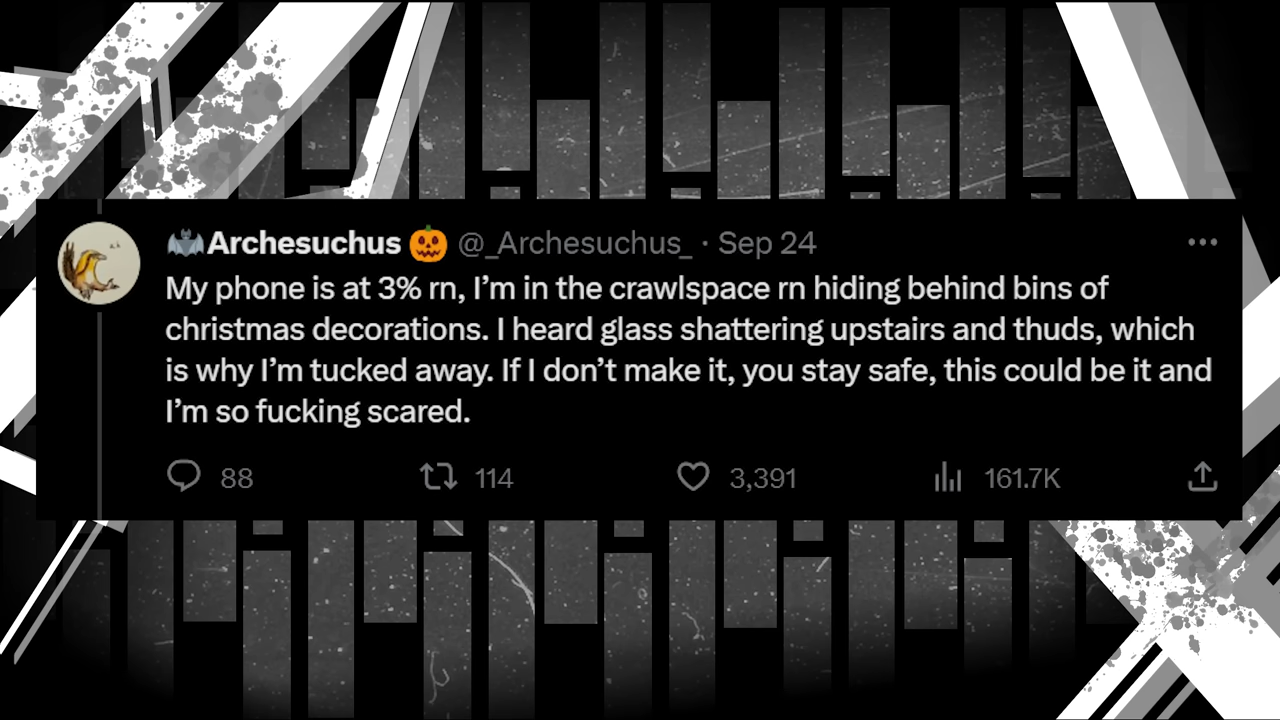 🦇Archesuchus 🎃 @_Archesuchus_ · Sep 24
My phone is at 3% rn, I’m in the crawlspace rn hiding behind bins of
christmas decorations. I heard glass shattering upstairs and thuds, which
is why I’m tucked away. If I don’t make it, you stay safe, this could be it and
I’m so fucking scared.
88 114 3,391 161.7K